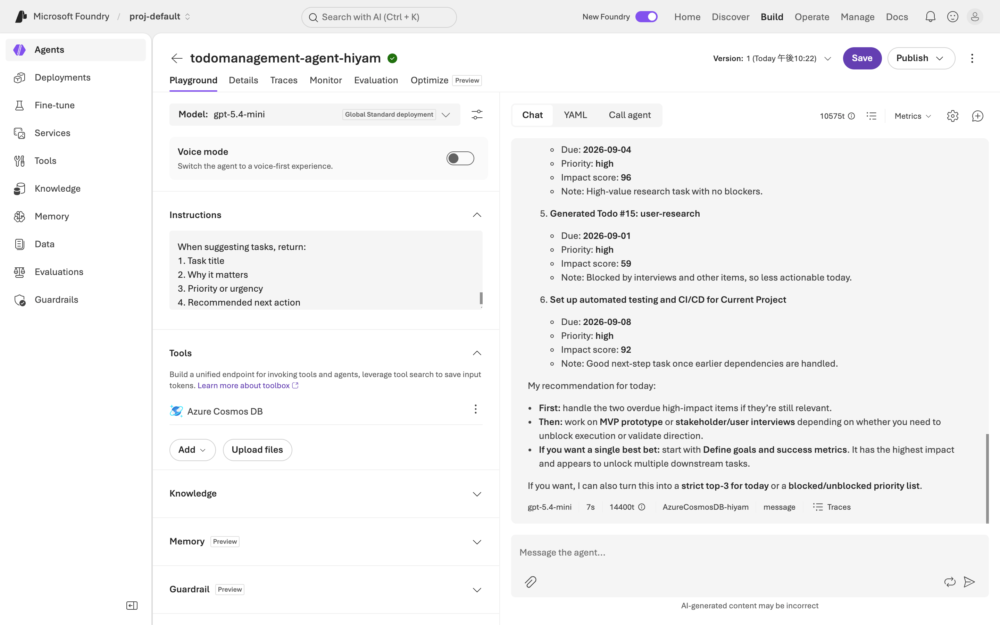 Microsoft Foundry / proj-default
Search with AI (Ctrl + K)
New Foundry
Home
Discover
Build
Operate
Manage
Docs
Agents
Deployments
Fine-tune
Services
Tools
Knowledge
Memory
Data
Evaluations
Guardrails
todomanagement-agent-hiyam
Version: 1 (Today 午後10:22)
Save
Publish
Playground
Details
Traces
Monitor
Evaluation
Optimize
Preview
Model: gpt-5.4-mini
Global Standard deployment
Voice mode
Switch the agent to a voice-first experience.
Instructions
When suggesting tasks, return:
1. Task title
2. Why it matters
3. Priority or urgency
4. Recommended next action
Tools
Build a unified endpoint for invoking tools and agents, leverage tool search to save input
tokens. Learn more about toolbox
Azure Cosmos DB
Add
Upload files
Knowledge
Memory
Preview
Guardrail
Preview
Chat
YAML
Call agent
10575t
Metrics
Due: 2026-09-04
Priority: high
Impact score: 96
Note: High-value research task with no blockers.
5. Generated Todo #15: user-research
Due: 2026-09-01
Priority: high
Impact score: 59
Note: Blocked by interviews and other items, so less actionable today.
6. Set up automated testing and CI/CD for Current Project
Due: 2026-09-08
Priority: high
Impact score: 92
Note: Good next-step task once earlier dependencies are handled.
My recommendation for today:
• First: handle the two overdue high-impact items if they’re still relevant.
• Then: work on MVP prototype or stakeholder/user interviews depending on whether you need to
unblock execution or validate direction.
• If you want a single best bet: start with Define goals and success metrics. It has the highest impact
and appears to unlock multiple downstream tasks.
If you want, I can also turn this into a strict top-3 for today or a blocked/unblocked priority list.
gpt-5.4-mini
7s
14400t
AzureCosmosDB-hiyam
message
Traces
Message the agent...
AI-generated content may be incorrect